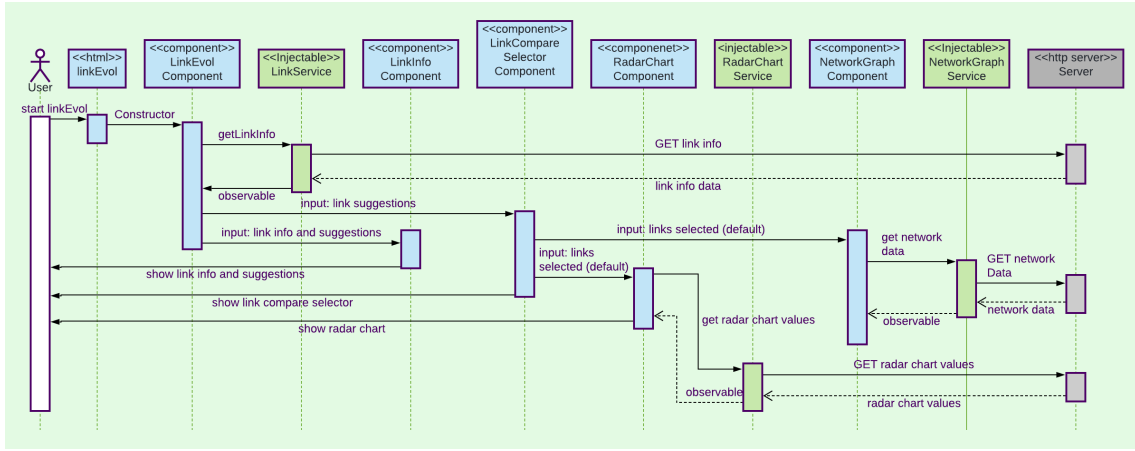 <<component>>
LinkCompare
Selector
Component
<<html>>
linkEvol
<<component>>
LinkEvol
Component
<<Injectable>>
LinkService
<<component>>
LinkInfo
Component
<<componenet>>
RadarChart
Component
<<injectable>>
RadarChart
Service
<<component>>
NetworkGraph
Component
<<Injectable>>
NetworkGraph
Service
<<http server>>
Server
User
start linkEvol
Constructor
getLinkInfo
GET link info
link info data
observable
input: link suggestions
input: link info and suggestions
input: links selected (default)
get network
data
input: links
selected (default)
GET network
Data
show link info and suggestions
show link compare selector
network data
observable
get radar chart values
show radar chart
GET radar chart values
observable
radar chart values